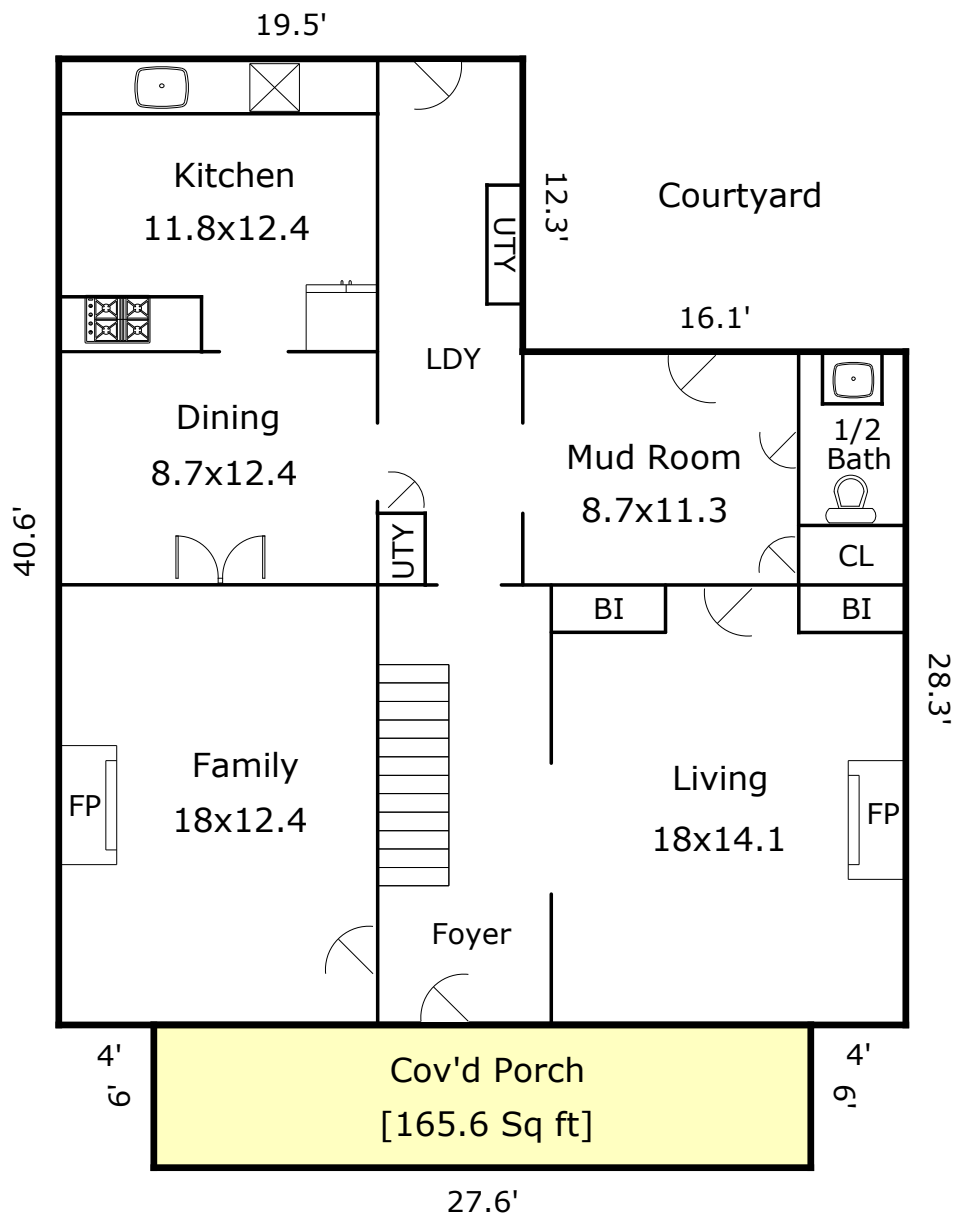 19.5'
Kitchen
11.8x12.4
UTY
12.3'
Courtyard
16.1'
LDY
Dining
8.7x12.4
Mud Room
8.7x11.3
1/2
Bath
40.6'
UTY
CL
BI
BI
28.3'
Family
18x12.4
FP
Living
18x14.1
FP
Foyer
4'
6'
Cov'd Porch
[165.6 Sq ft]
4'
6'
27.6'